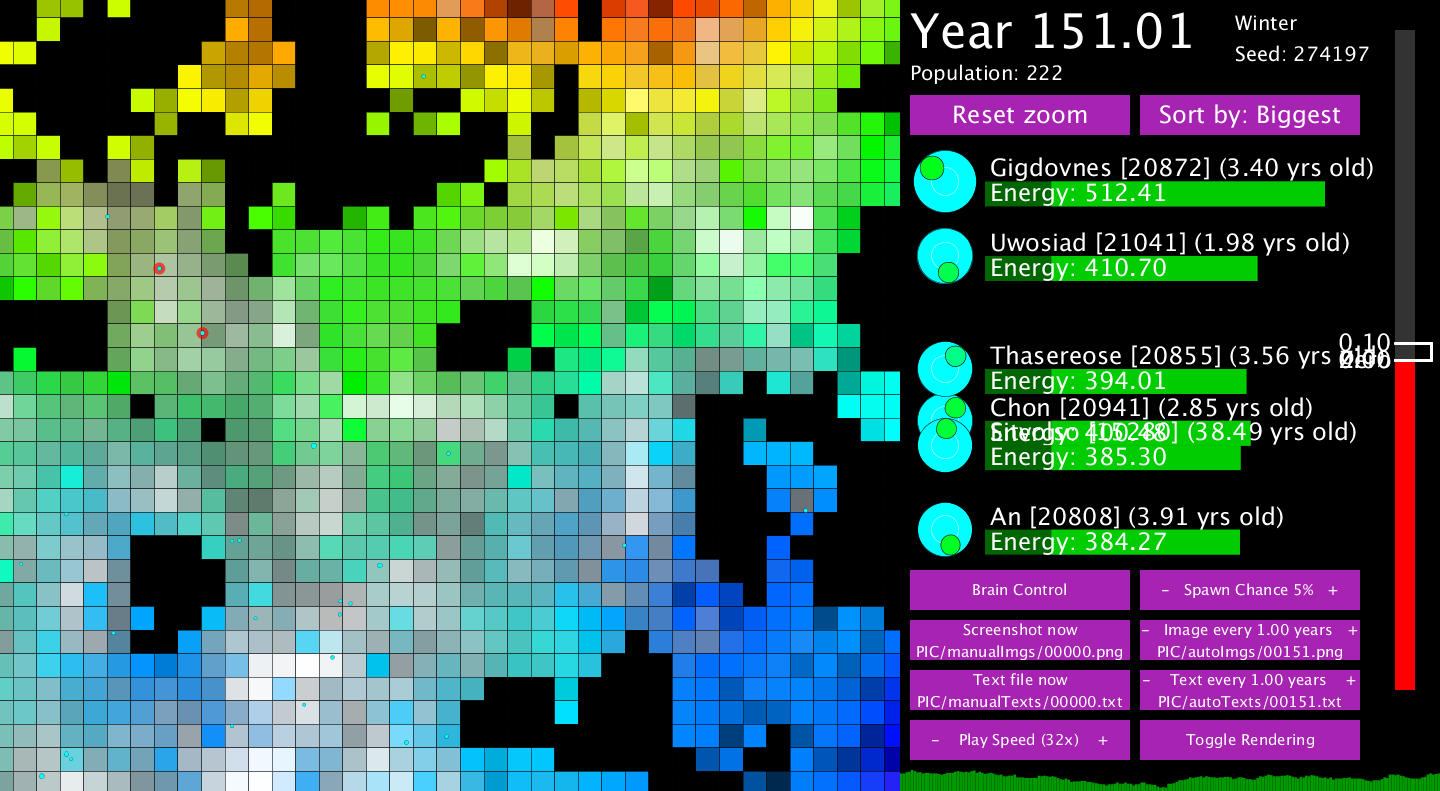 Year 151.01
Winter
Seed: 274197
Population: 222
Reset zoom
Sort by: Biggest
Gigdovnes [20872] (3.40 yrs old)
Energy: 512.41
Uwosiad [21041] (1.98 yrs old)
Energy: 410.70
0.10
Thasereose [20855] (3.56 yrs
Energy: 394.01
Chon [20941] (2.85 yrs old)
Energy: 400.48
[15248] (38.49 yrs old)
Energy: 385.30
An [20808] (3.91 yrs old)
Energy: 384.27
Brain Control
– Spawn Chance 5% +
Screenshot now
PIC/manualImgs/00000.png
– Image every 1.00 years +
PIC/autoImgs/00151.png
Text file now
PIC/manualTexts/00000.txt
– Text every 1.00 years +
PIC/autoTexts/00151.txt
– Play Speed (32x) +
Toggle Rendering